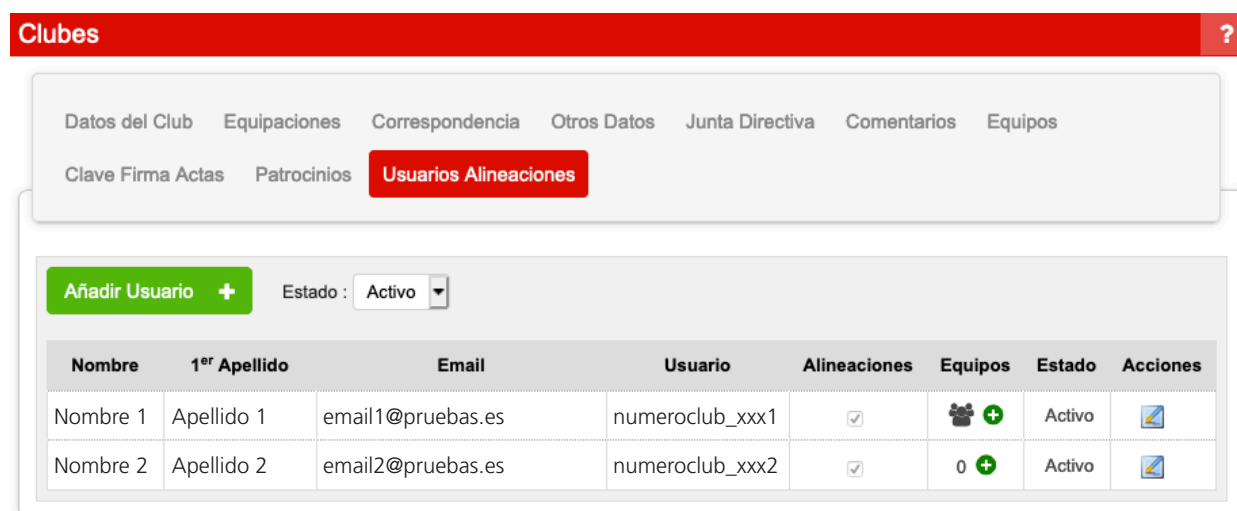 Clubes ?
Datos del Club Equipaciones Correspondencia Otros Datos Junta Directiva Comentarios Equipos
Clave Firma Actas Patrocinios Usuarios Alineaciones
Añadir Usuario + Estado : Activo
Nombre 1er Apellido Email Usuario Alineaciones Equipos Estado Acciones
Nombre 1 Apellido 1 email1@pruebas.es numeroclub_xxx1 Activo
Nombre 2 Apellido 2 email2@pruebas.es numeroclub_xxx2 0 Activo